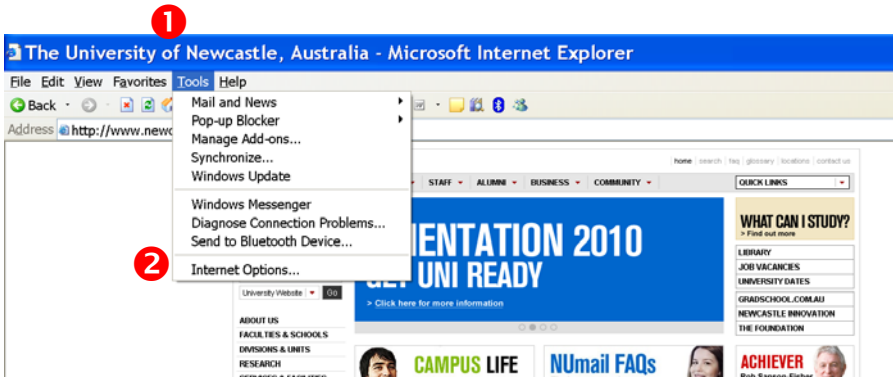 1
The University of Newcastle, Australia - Microsoft Internet Explorer
File Edit View Favorites Tools Help
Back
Address http://www.newc
Mail and News
Pop-up Blocker
Manage Add-ons...
Synchronize...
Windows Update
Windows Messenger
Diagnose Connection Problems...
Send to Bluetooth Device...
2
Internet Options...
home search faq glossary locations contact us
STAFF ALUMNI BUSINESS COMMUNITY
QUICK LINKS
IENTATION 2010
GET UNI READY
> Click here for more information
WHAT CAN I STUDY?
> Find out more
LIBRARY
JOB VACANCIES
UNIVERSITY DATES
GRADSCHOOL.COM.AU
NEWCASTLE INNOVATION
THE FOUNDATION
University Website Go
ABOUT US
FACULTIES & SCHOOLS
DIVISIONS & UNITS
RESEARCH
SERVICES & FACILITIES
CAMPUS LIFE
NUmail FAQs
ACHIEVER
Rob Sanson-Fisher